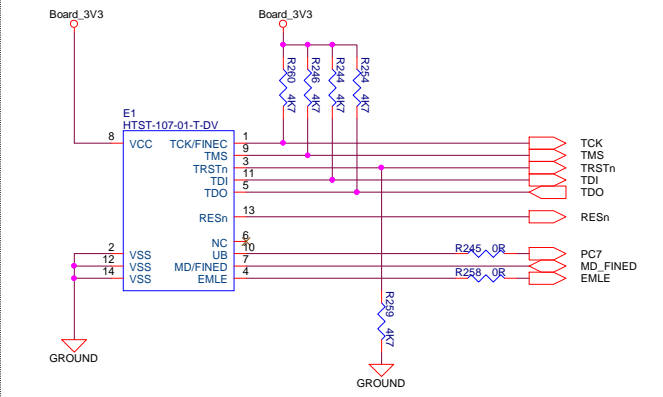 Board_3V3
Board_3V3
R260 4K7
R246 4K7
R244 4K7
R254 4K7
E1
HTST-107-01-T-DV
8 VCC TCK/FINEC 1 TCK
TMS 9 TMS
TRSTn 3 TRSTn
TDI 11 TDI
TDO 5 TDO
RESn 13 RESn
NC 6
2 VSS UB 10 R245 0R PC7
12 VSS MD/FINED 7 MD_FINED
14 VSS EMLE 4 R258 0R EMLE
R259 4K7
GROUND
GROUND